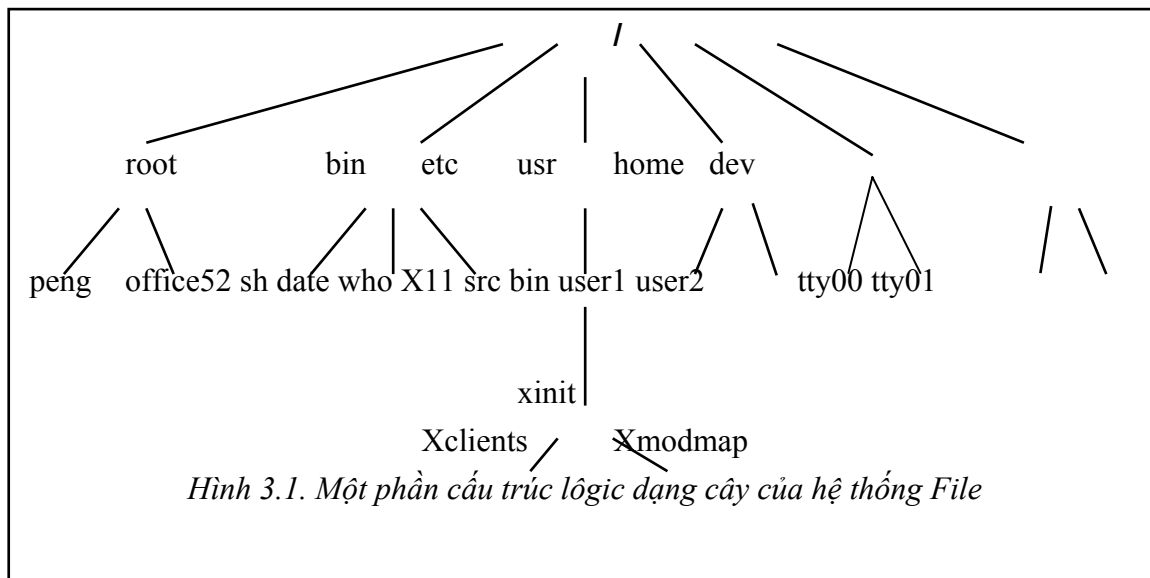 /
root bin etc usr home dev
peng office52 sh date who X11 src bin user1 user2 tty00 tty01
xinit
Xclients Xmodmap
Hình 3.1. Một phần cấu trúc lôgic dạng cây của hệ thống File